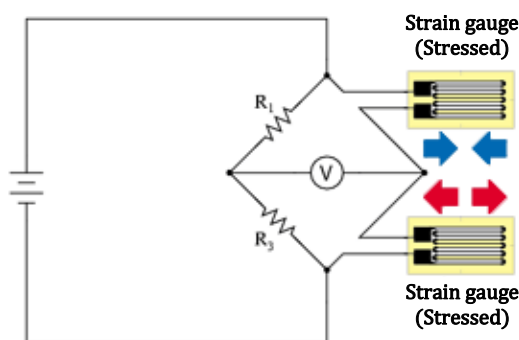 Strain gauge
(Stressed)
R1
V
R3
Strain gauge
(Stressed)